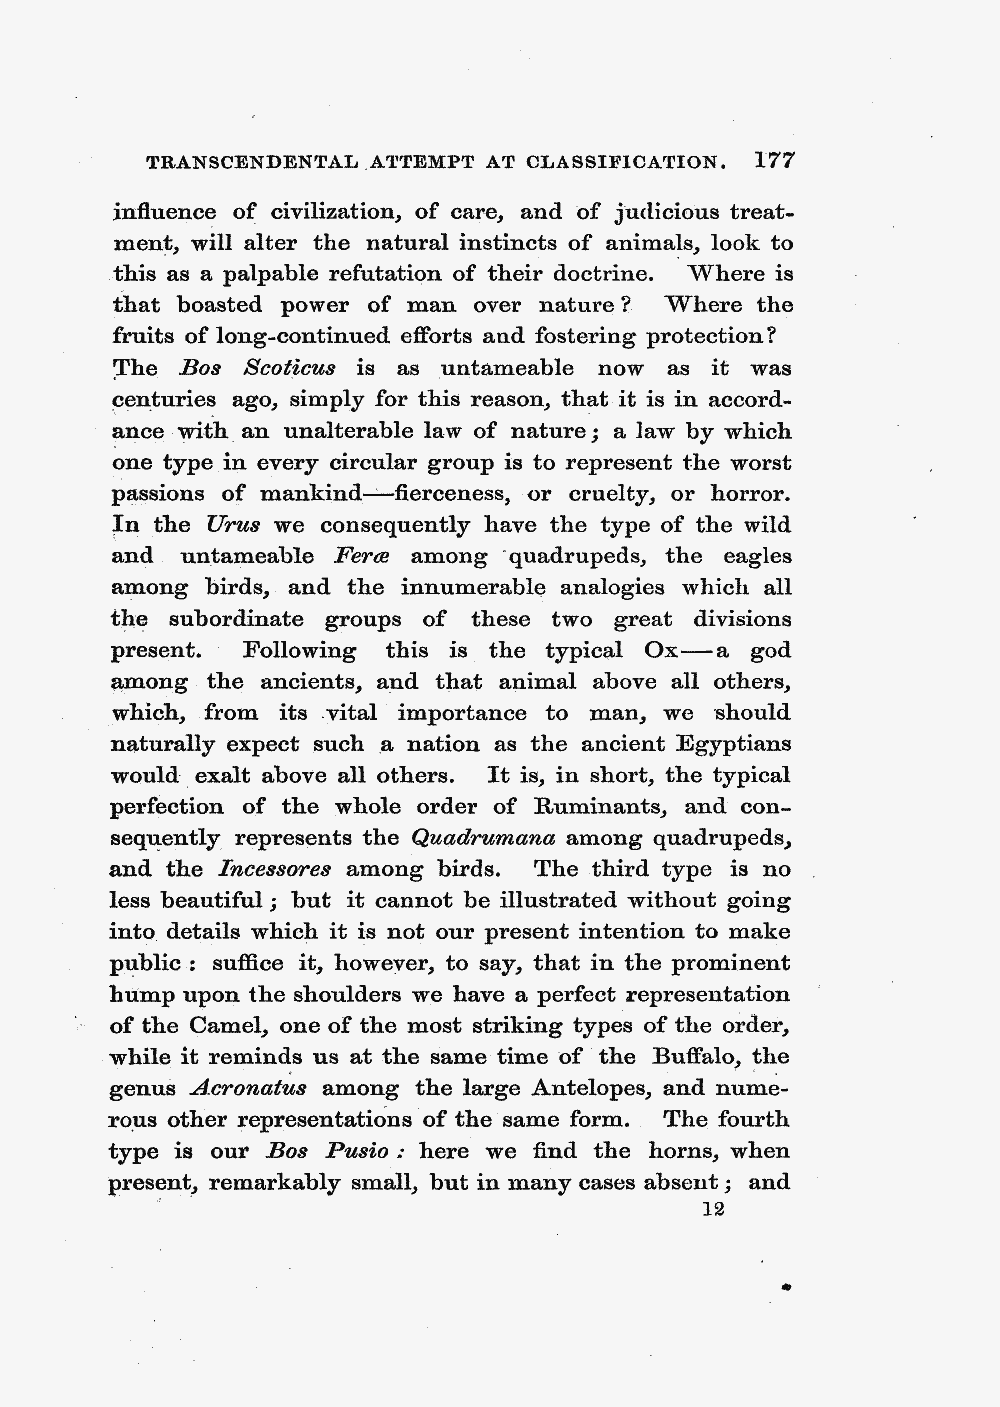 TRANSCENDENTAL ATTEMPT AT CLASSIFICATION. 177
influence of civilization, of care, and of judicious treat-
ment, will alter the natural instincts of animals, look to
this as a palpable refutation of their doctrine. Where is
that boasted power of man over nature? Where the
fruits of long-continued efforts and fostering protection?
The Bos Scoticus is as untameable now as it was
centuries ago, simply for this reason, that it is in accord-
ance with an unalterable law of nature; a law by which
one type in every circular group is to represent the worst
passions of mankind—fierceness, or cruelty, or horror.
In the Urus we consequently have the type of the wild
and untameable Feræ among quadrupeds, the eagles
among birds, and the innumerable analogies which all
the subordinate groups of these two great divisions
present. Following this is the typical Ox—a god
among the ancients, and that animal above all others,
which, from its vital importance to man, we should
naturally expect such a nation as the ancient Egyptians
would exalt above all others. It is, in short, the typical
perfection of the whole order of Ruminants, and con-
sequently represents the Quadrumana among quadrupeds,
and the Incessores among birds. The third type is no
less beautiful; but it cannot be illustrated without going
into details which it is not our present intention to make
public: suffice it, however, to say, that in the prominent
hump upon the shoulders we have a perfect representation
of the Camel, one of the most striking types of the order,
while it reminds us at the same time of the Buffalo, the
genus Acronatus among the large Antelopes, and nume-
rous other representations of the same form. The fourth
type is our Bos Pusio: here we find the horns, when
present, remarkably small, but in many cases absent; and
12